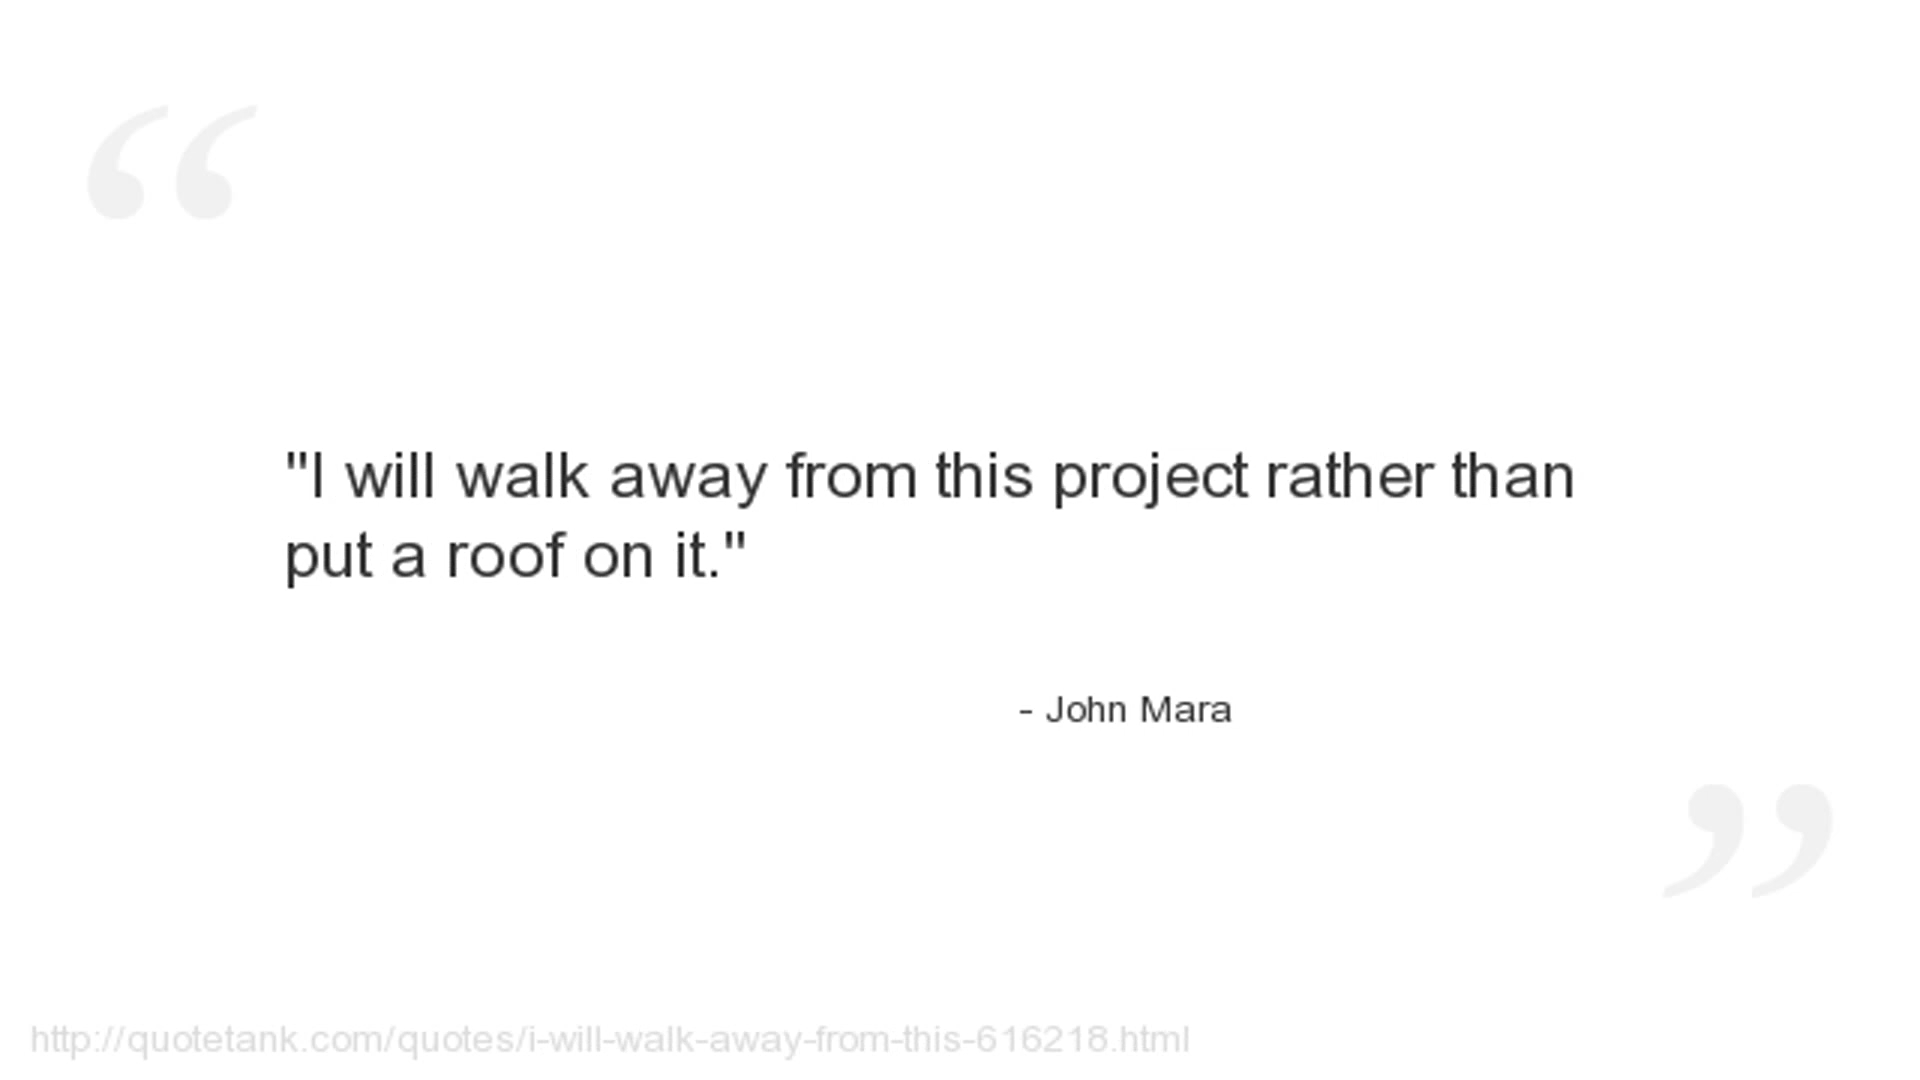 "I will walk away from this project rather than
put a roof on it."
- John Mara
http://quotetank.com/quotes/i-will-walk-away-from-this-616218.html